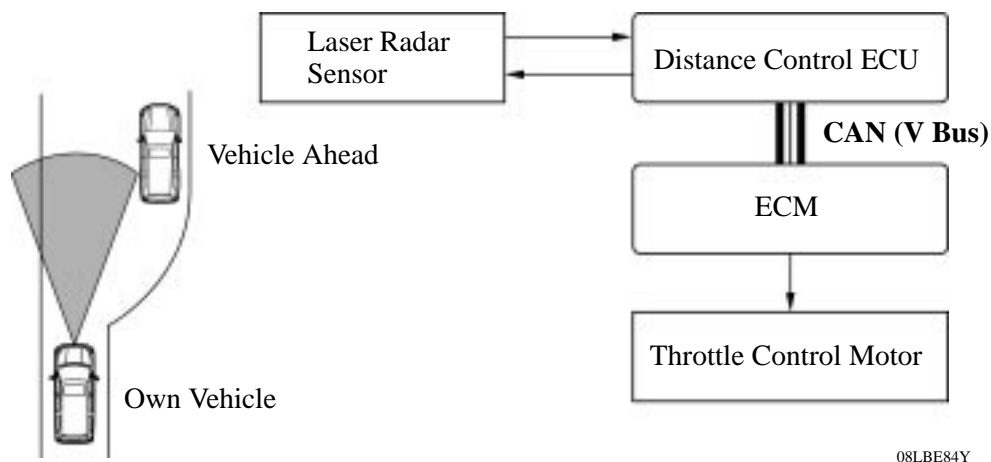 Laser Radar
Sensor
Distance Control ECU
CAN (V Bus)
Vehicle Ahead
ECM
Throttle Control Motor
Own Vehicle
08LBE84Y